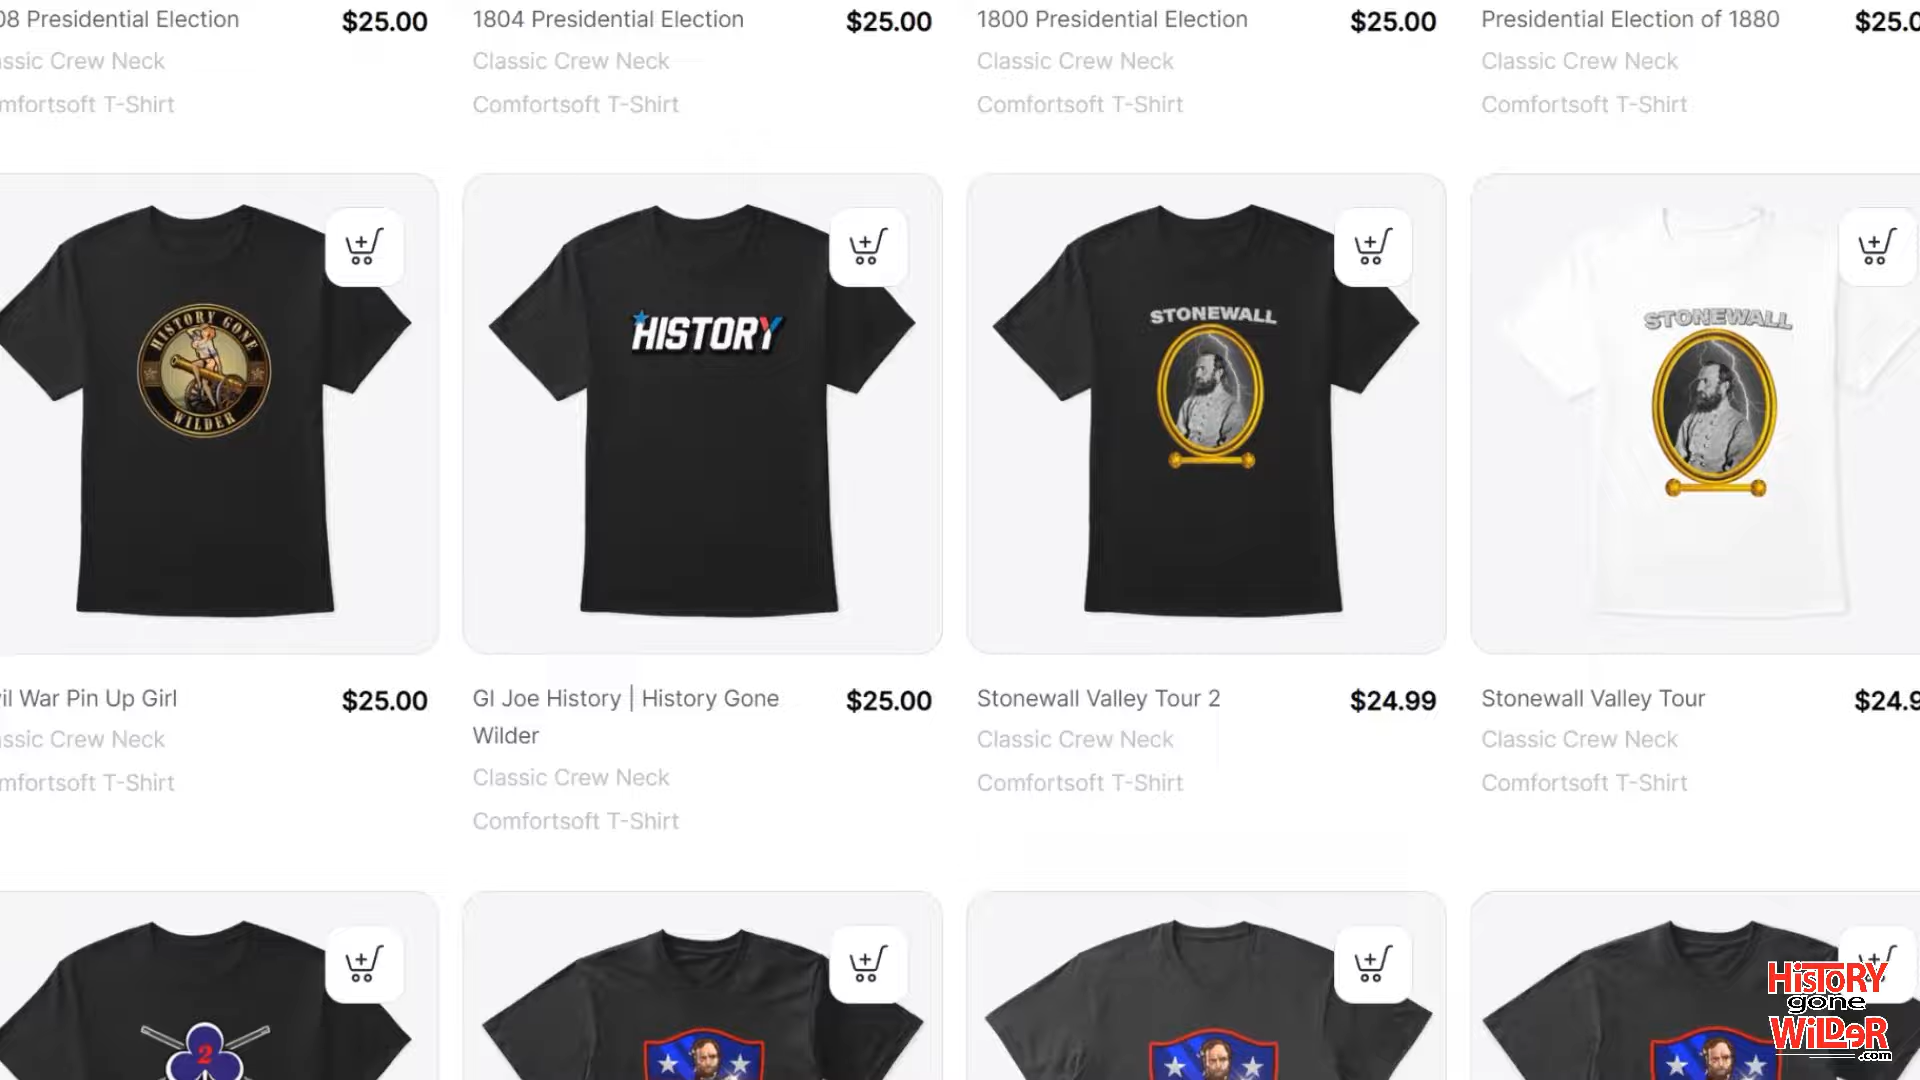 08 Presidential Election $25.00 1804 Presidential Election $25.00 1800 Presidential Election $25.00 Presidential Election of 1880 $25.0
ssic Crew Neck Classic Crew Neck Classic Crew Neck Classic Crew Neck
mfortsoft T-Shirt Comfortsoft T-Shirt Comfortsoft T-Shirt Comfortsoft T-Shirt
HISTORY GONE
WILDER
HISTORY
STONEWALL
STONEWALL
il War Pin Up Girl $25.00 GI Joe History | History Gone $25.00 Stonewall Valley Tour 2 $24.99 Stonewall Valley Tour $24.9
Wilder
ssic Crew Neck Classic Crew Neck Classic Crew Neck Classic Crew Neck
mfortsoft T-Shirt Comfortsoft T-Shirt Comfortsoft T-Shirt Comfortsoft T-Shirt
2
HiSTORY
gone
WiLDeR
.com